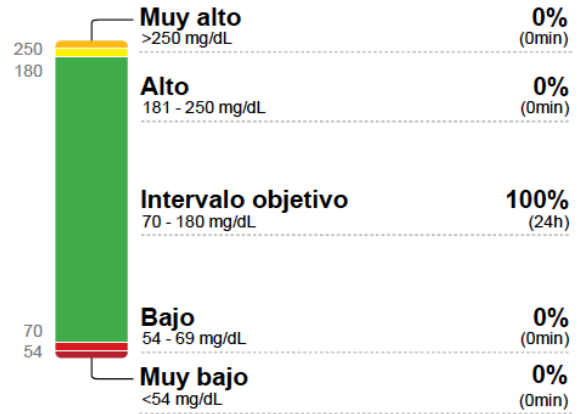 Muy alto 0%
>250 mg/dL (0min)
250
180
Alto 0%
181 - 250 mg/dL (0min)
Intervalo objetivo 100%
70 - 180 mg/dL (24h)
70
54
Bajo 0%
54 - 69 mg/dL (0min)
Muy bajo 0%
<54 mg/dL (0min)